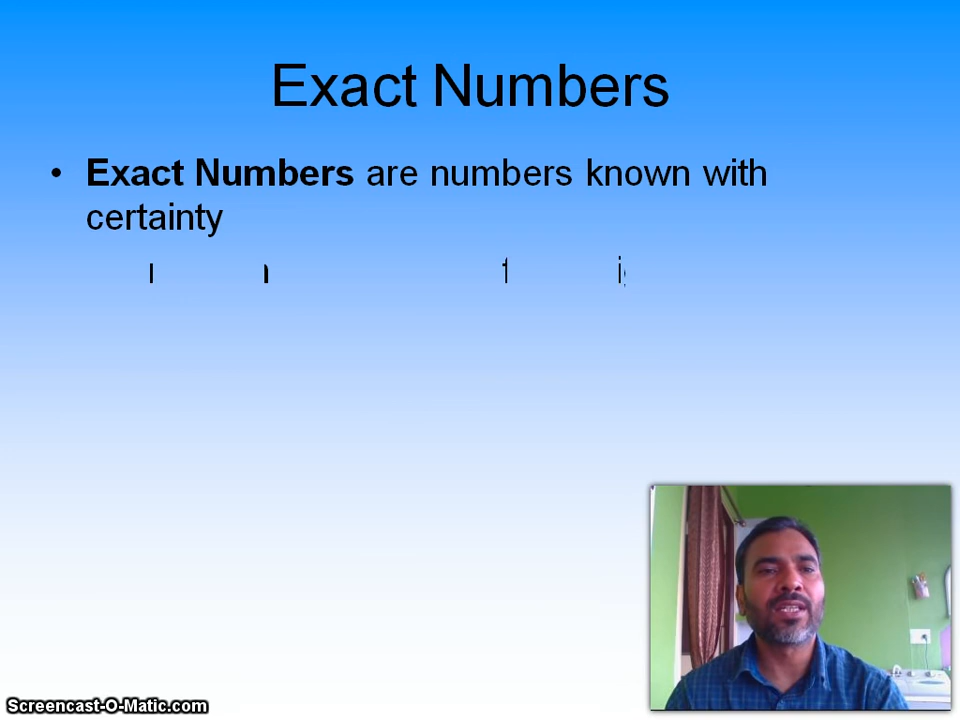 Exact Numbers
• Exact Numbers are numbers known with
certainty
Screencast-O-Matic.com